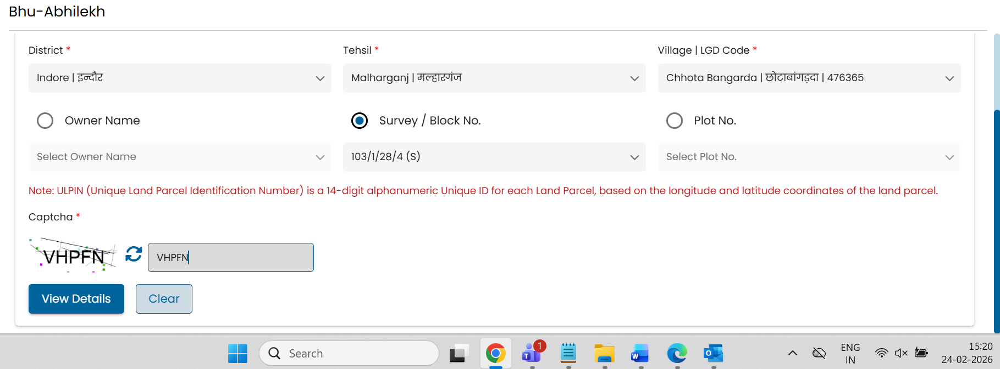 Bhu-Abhilekh
District *
Tehsil *
Village | LGD Code *
Indore | इन्दौर
Malharganj | मल्हारगंज
Chhota Bangarda | छोटाबांगड़दा | 476365
Owner Name
Survey / Block No.
Plot No.
Select Owner Name
103/1/28/4 (S)
Select Plot No.
Note: ULPIN (Unique Land Parcel Identification Number) is a 14-digit alphanumeric Unique ID for each Land Parcel, based on the longitude and latitude coordinates of the land parcel.
Captcha *
VHPFN
VHPFN
View Details
Clear
Search
1
T
W
O
ENG
IN
15:20
24-02-2026